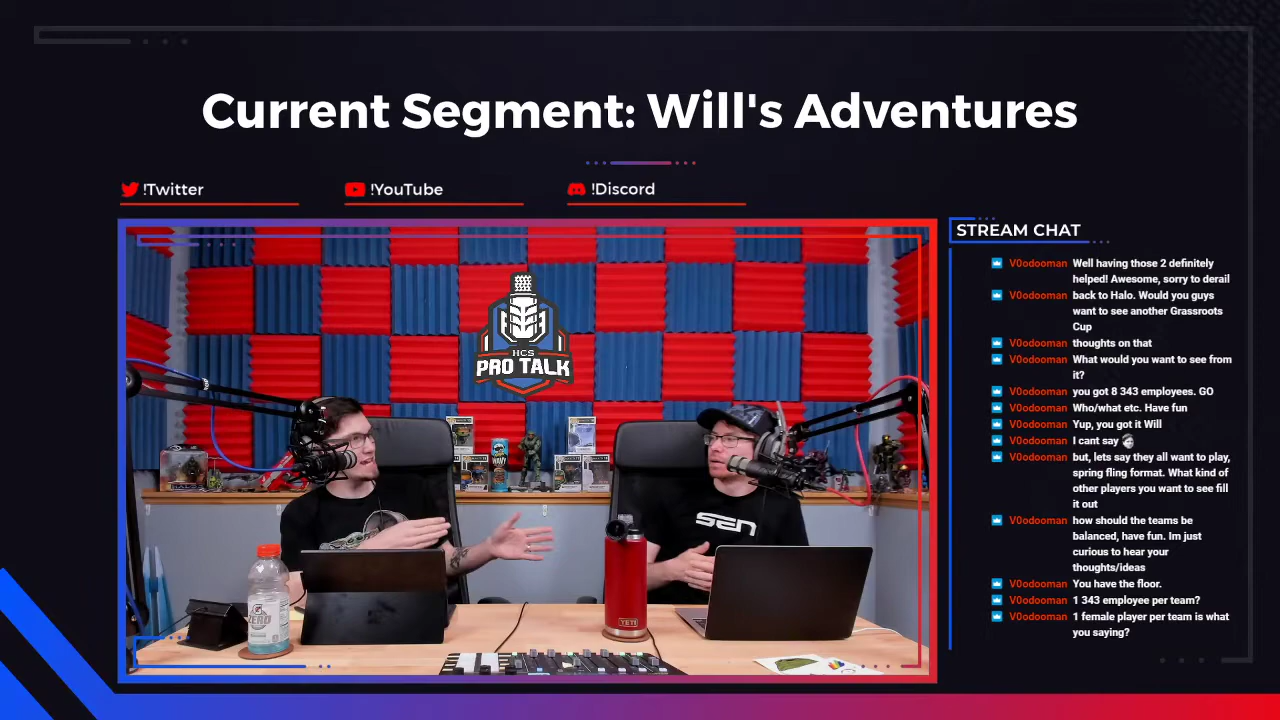 Current Segment: Will's Adventures
!Twitter
!YouTube
!Discord
STREAM CHAT
HCS
PRO TALK
SEN
YETI
ZERO
V0odooman Well having those 2 definitely
helped! Awesome, sorry to derail
V0odooman back to Halo. Would you guys
want to see another Grassroots
Cup
V0odooman thoughts on that
V0odooman What would you want to see from
it?
V0odooman you got 8 343 employees. GO
V0odooman Who/what etc. Have fun
V0odooman Yup, you got it Will
V0odooman I cant say
V0odooman but, lets say they all want to play,
spring fling format. What kind of
other players you want to see fill
it out
V0odooman how should the teams be
balanced, have fun. Im just
curious to hear your
thoughts/ideas
V0odooman You have the floor.
V0odooman 1 343 employee per team?
V0odooman 1 female player per team is what
you saying?